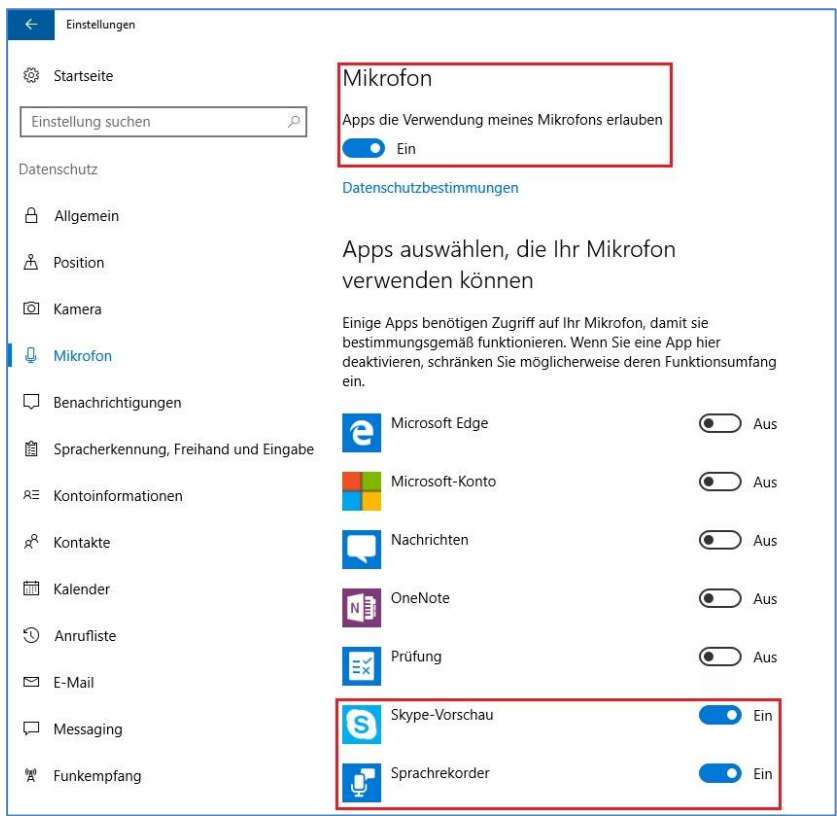 Einstellungen
Startseite
Einstellung suchen
Datenschutz
Allgemein
Position
Kamera
Mikrofon
Benachrichtigungen
Spracherkennung, Freihand und Eingabe
Kontoinformationen
Kontakte
Kalender
Anrufliste
E-Mail
Messaging
Funkempfang
Mikrofon
Apps die Verwendung meines Mikrofons erlauben
Ein
Datenschutzbestimmungen
Apps auswählen, die Ihr Mikrofon
verwenden können
Einige Apps benötigen Zugriff auf Ihr Mikrofon, damit sie
bestimmungsgemäß funktionieren. Wenn Sie eine App hier
deaktivieren, schränken Sie möglicherweise deren Funktionsumfang
ein.
Microsoft Edge Aus
Microsoft-Konto Aus
Nachrichten Aus
OneNote Aus
Prüfung Aus
Skype-Vorschau Ein
Sprachrekorder Ein